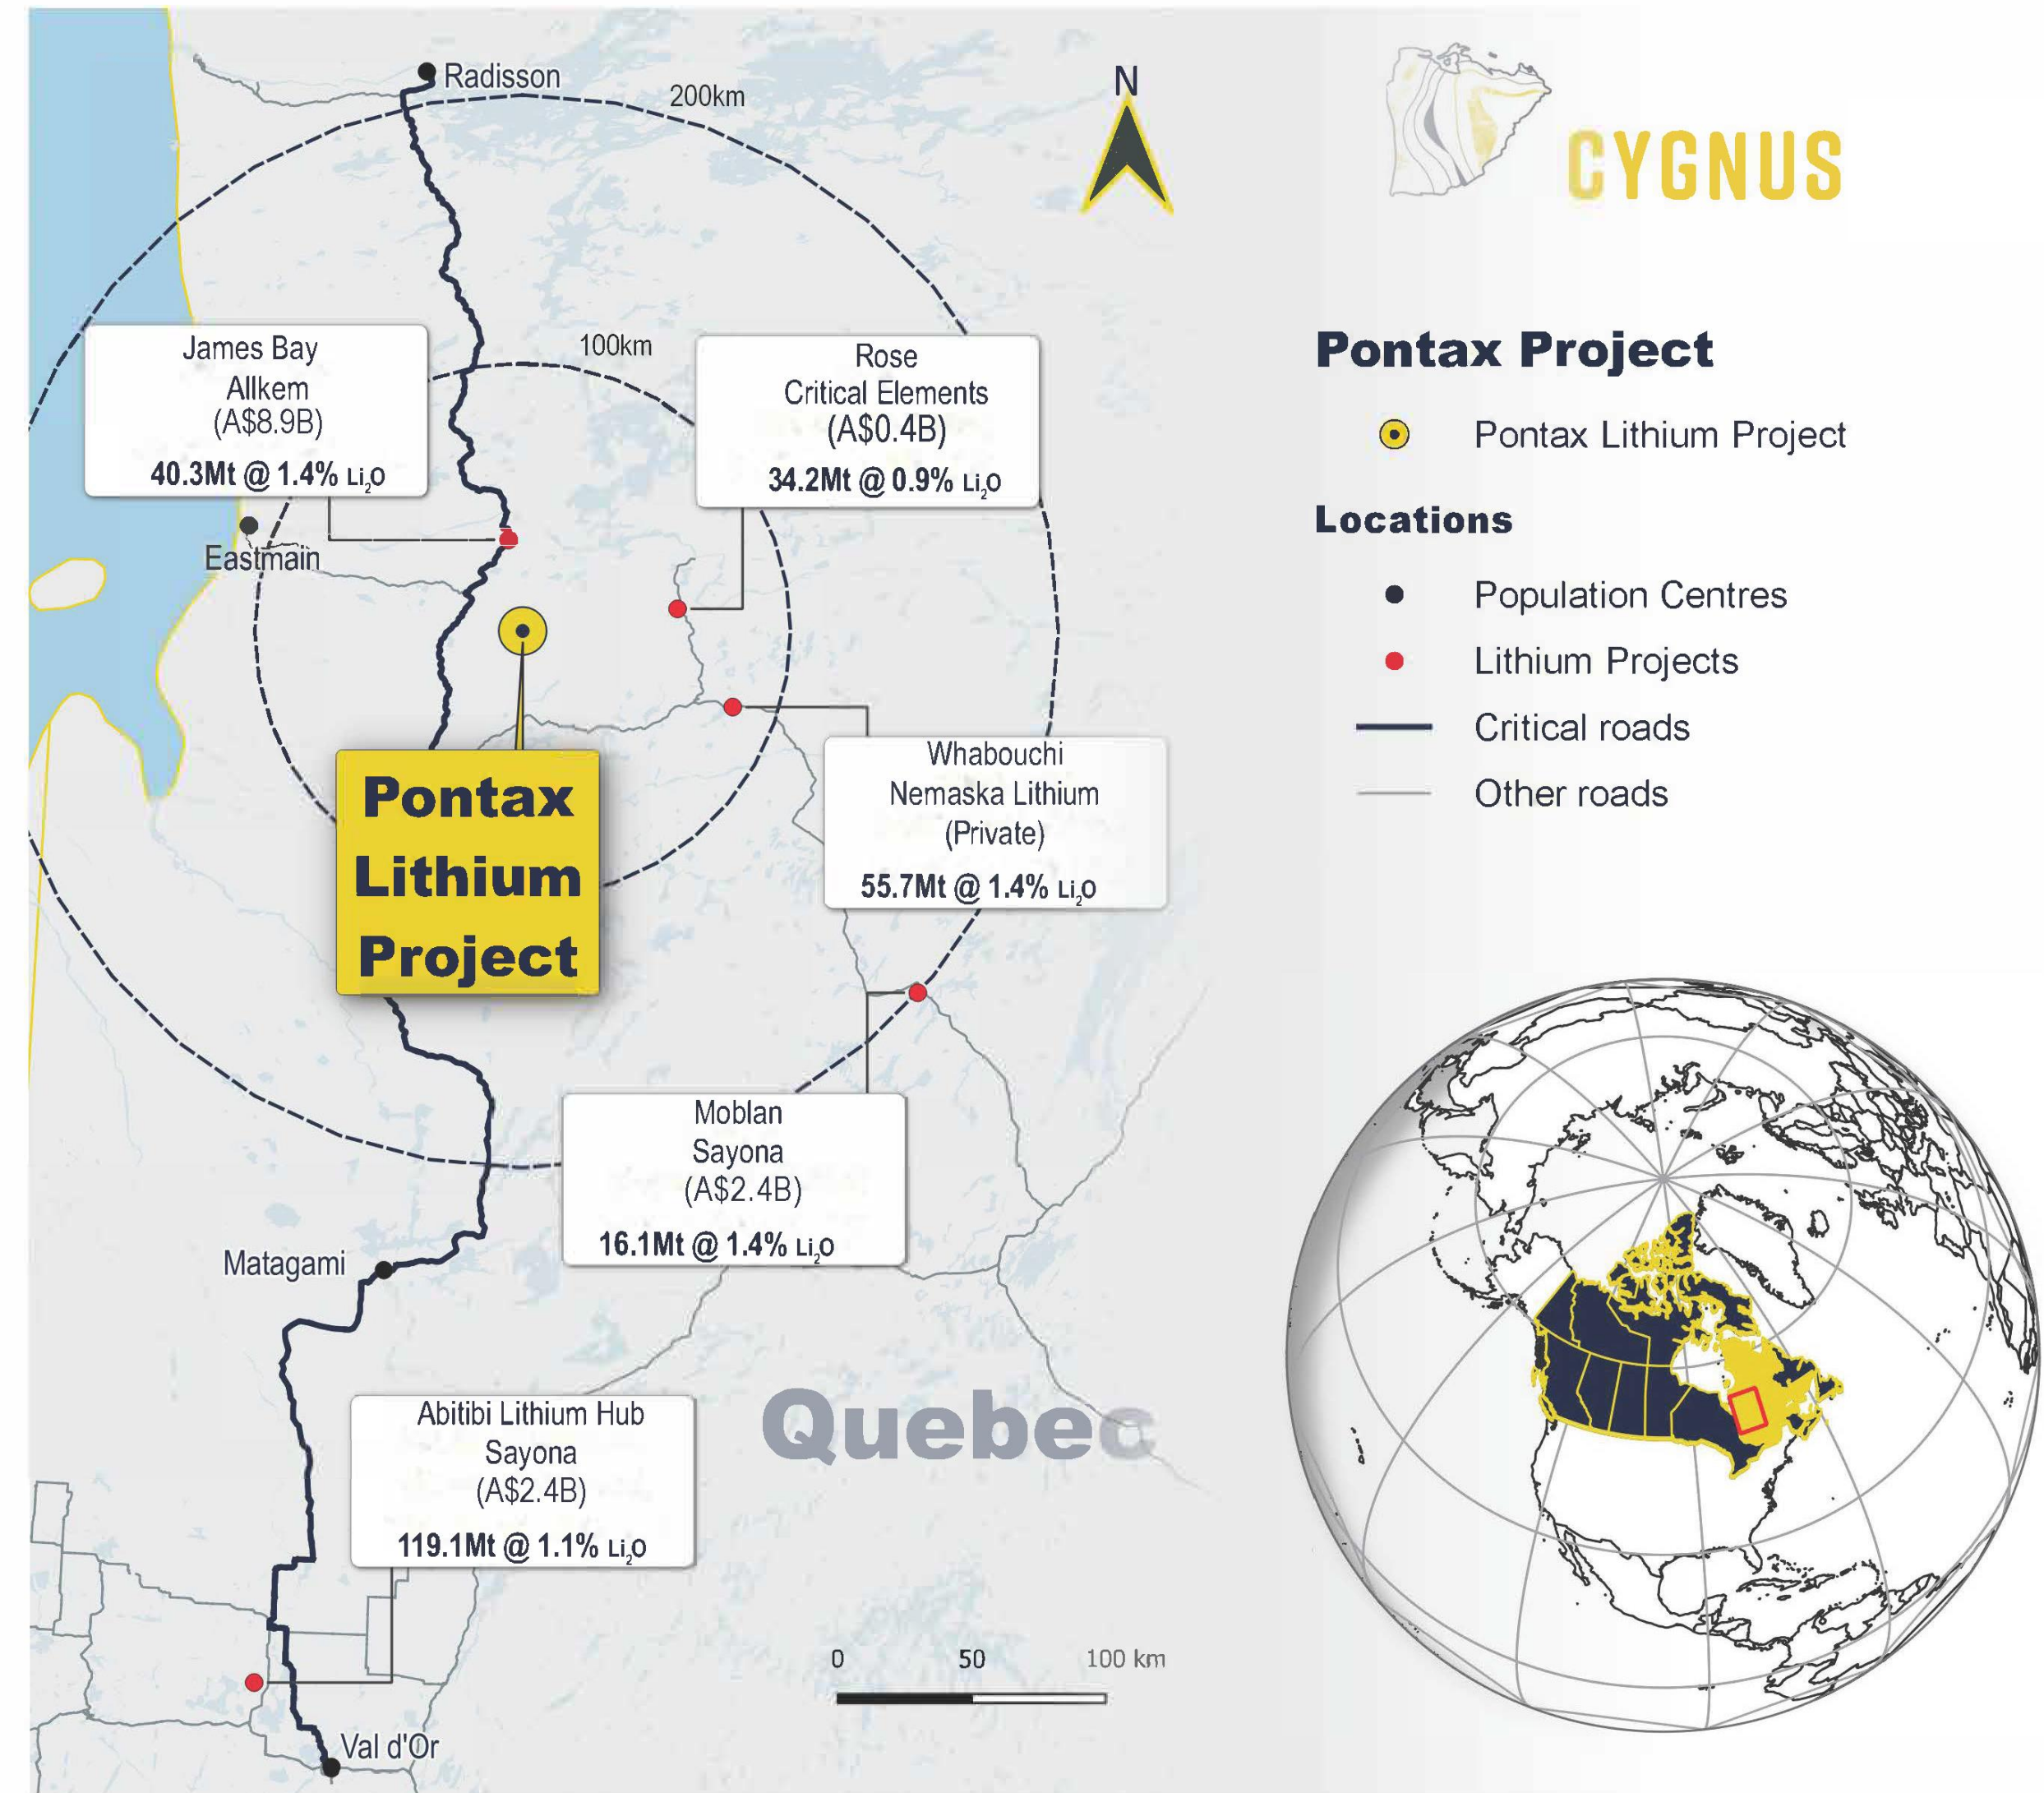 Radisson
200km
N
CYGNUS
James Bay
Allkem
(A$8.9B)
40.3Mt @ 1.4% Li₂O
100km
Rose
Critical Elements
(A$0.4B)
34.2Mt @ 0.9% Li₂O
Eastmain
Pontax
Lithium
Project
Whabouchi
Nemaska Lithium
(Private)
55.7Mt @ 1.4% Li₂O
Moblan
Sayona
(A$2.4B)
16.1Mt @ 1.4% Li₂O
Matagami
Abitibi Lithium Hub
Sayona
(A$2.4B)
119.1Mt @ 1.1% Li₂O
Quebec
0 50 100 km
Val d'Or
Pontax Project
Pontax Lithium Project
Locations
Population Centres
Lithium Projects
Critical roads
Other roads